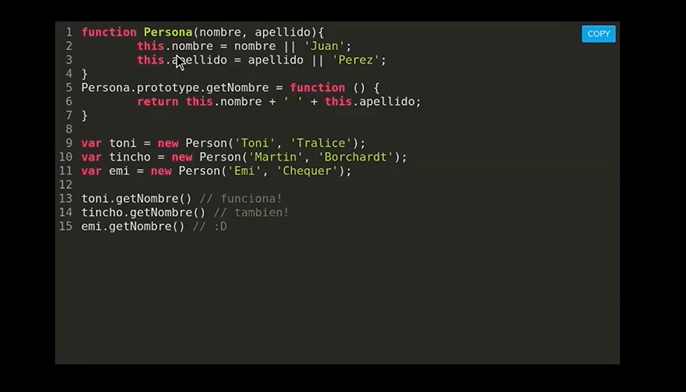 COPY
1 function Persona(nombre, apellido){
2 this.nombre = nombre || 'Juan';
3 this.apellido = apellido || 'Perez';
4 }
5 Persona.prototype.getNombre = function () {
6 return this.nombre + ' ' + this.apellido;
7 }
8
9 var toni = new Person('Toni', 'Tralice');
10 var tincho = new Person('Martin', 'Borchardt');
11 var emi = new Person('Emi', 'Chequer');
12
13 toni.getNombre() // funciona!
14 tincho.getNombre() // tambien!
15 emi.getNombre() // :D